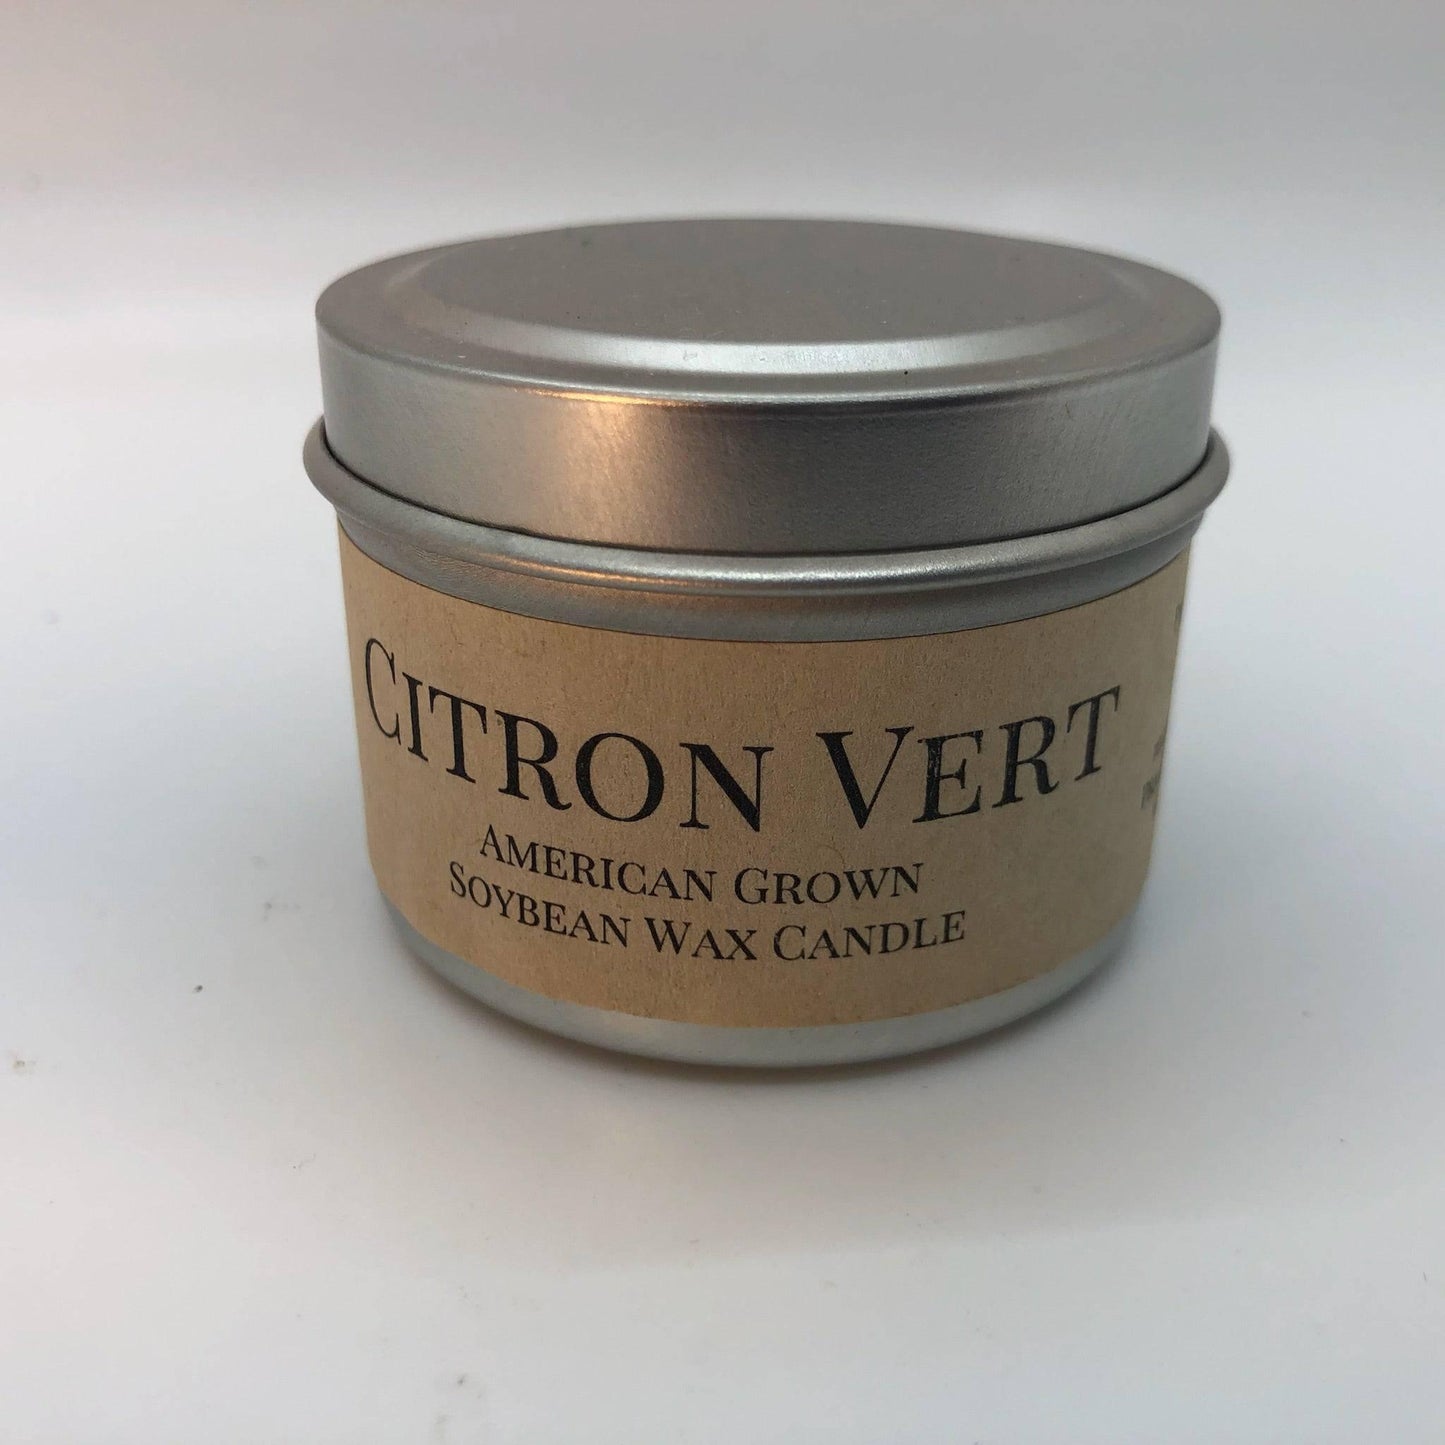 Citron Vert
American Grown
Soybean Wax Candle